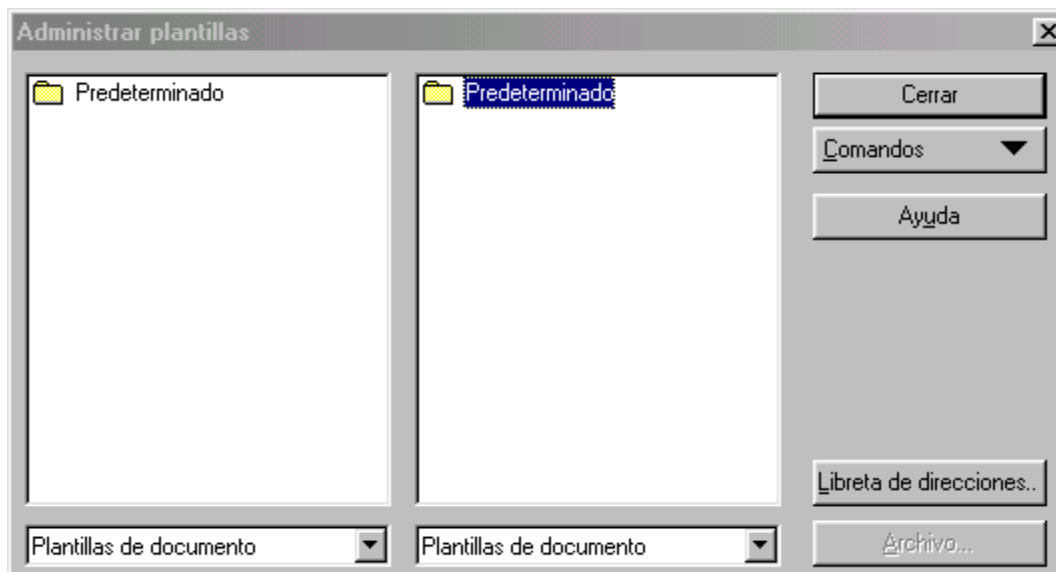 Administrar plantillas
Predeterminado
Predeterminado
Cerrar
Comandos
Ayuda
Libreta de direcciones..
Plantillas de documento
Plantillas de documento
Archivo...